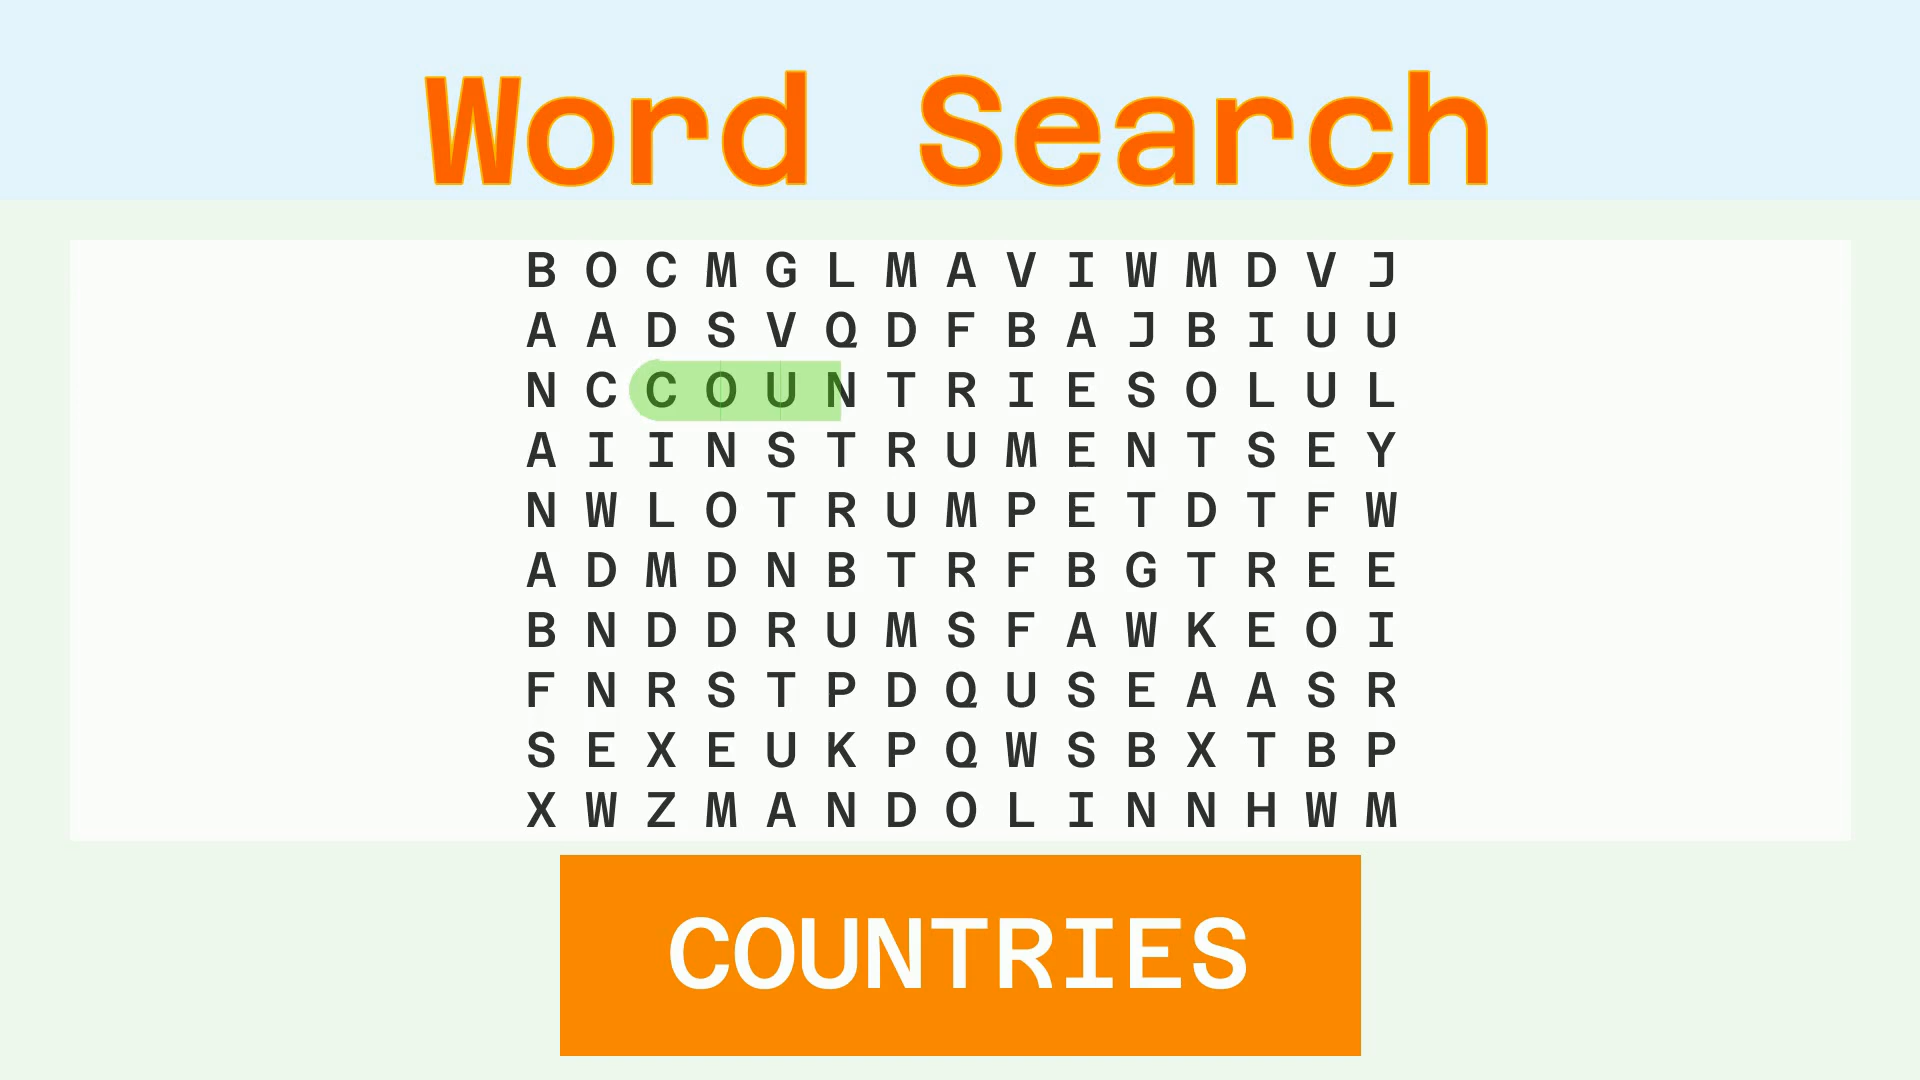 Word Search
B O C M G L M A V I W M D V J
A A D S V Q D F B A J B I U U
N C C O U N T R I E S O L U L
A I I N S T R U M E N T S E Y
N W L O T R U M P E T D T F W
A D M D N B T R F B G T R E E
B N D D R U M S F A W K E O I
F N R S T P D Q U S E A A S R
S E X E U K P Q W S B X T B P
X W Z M A N D O L I N N H W M
COUNTRIES